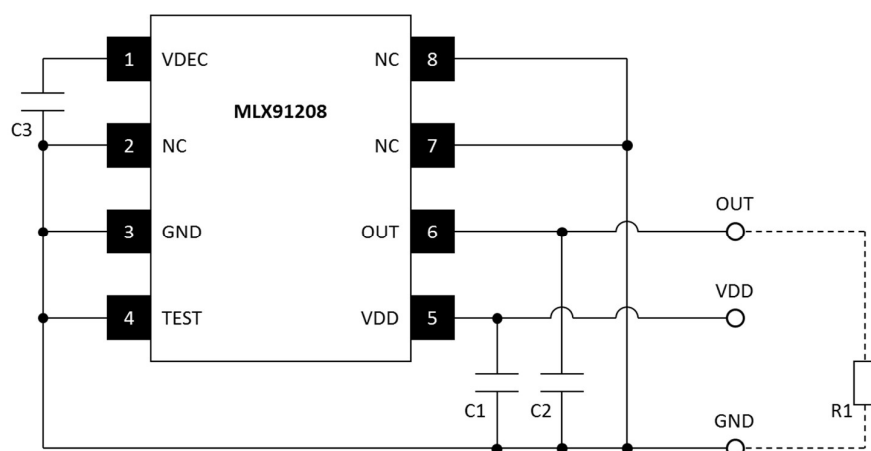 1 VDEC NC 8
MLX91208
C3
2 NC NC 7
OUT
3 GND OUT 6
VDD
4 TEST VDD 5
C1 C2 R1
GND